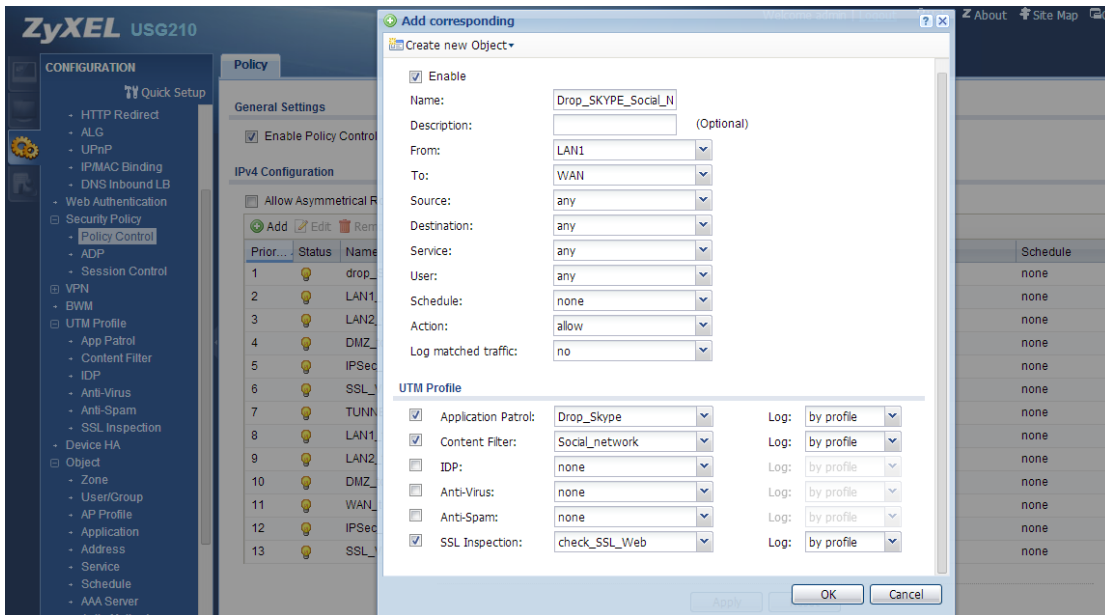 ZyXEL USG210
Z About Site Map
CONFIGURATION
Quick Setup
HTTP Redirect
ALG
UPnP
IP/MAC Binding
DNS Inbound LB
Web Authentication
Security Policy
Policy Control
ADP
Session Control
VPN
BWM
UTM Profile
App Patrol
Content Filter
IDP
Anti-Virus
Anti-Spam
SSL Inspection
Device HA
Object
Zone
User/Group
AP Profile
Application
Address
Service
Schedule
AAA Server
Policy
General Settings
Enable Policy Control
IPv4 Configuration
Allow Asymmetrical R
Add Edit Rem
Prior... Status Name Schedule
1 drop_ none
2 LAN1_ none
3 LAN2_ none
4 DMZ_ none
5 IPSec none
6 SSL_V none
7 TUNN none
8 LAN1_ none
9 LAN2_ none
10 DMZ_ none
11 WAN_ none
12 IPSec none
13 SSL_V none
Add corresponding
Create new Object
Enable
Name: Drop_SKYPE_Social_N
Description: (Optional)
From: LAN1
To: WAN
Source: any
Destination: any
Service: any
User: any
Schedule: none
Action: allow
Log matched traffic: no
UTM Profile
Application Patrol: Drop_Skype Log: by profile
Content Filter: Social_network Log: by profile
IDP: none Log: by profile
Anti-Virus: none Log: by profile
Anti-Spam: none Log: by profile
SSL Inspection: check_SSL_Web Log: by profile
OK Cancel
Apply